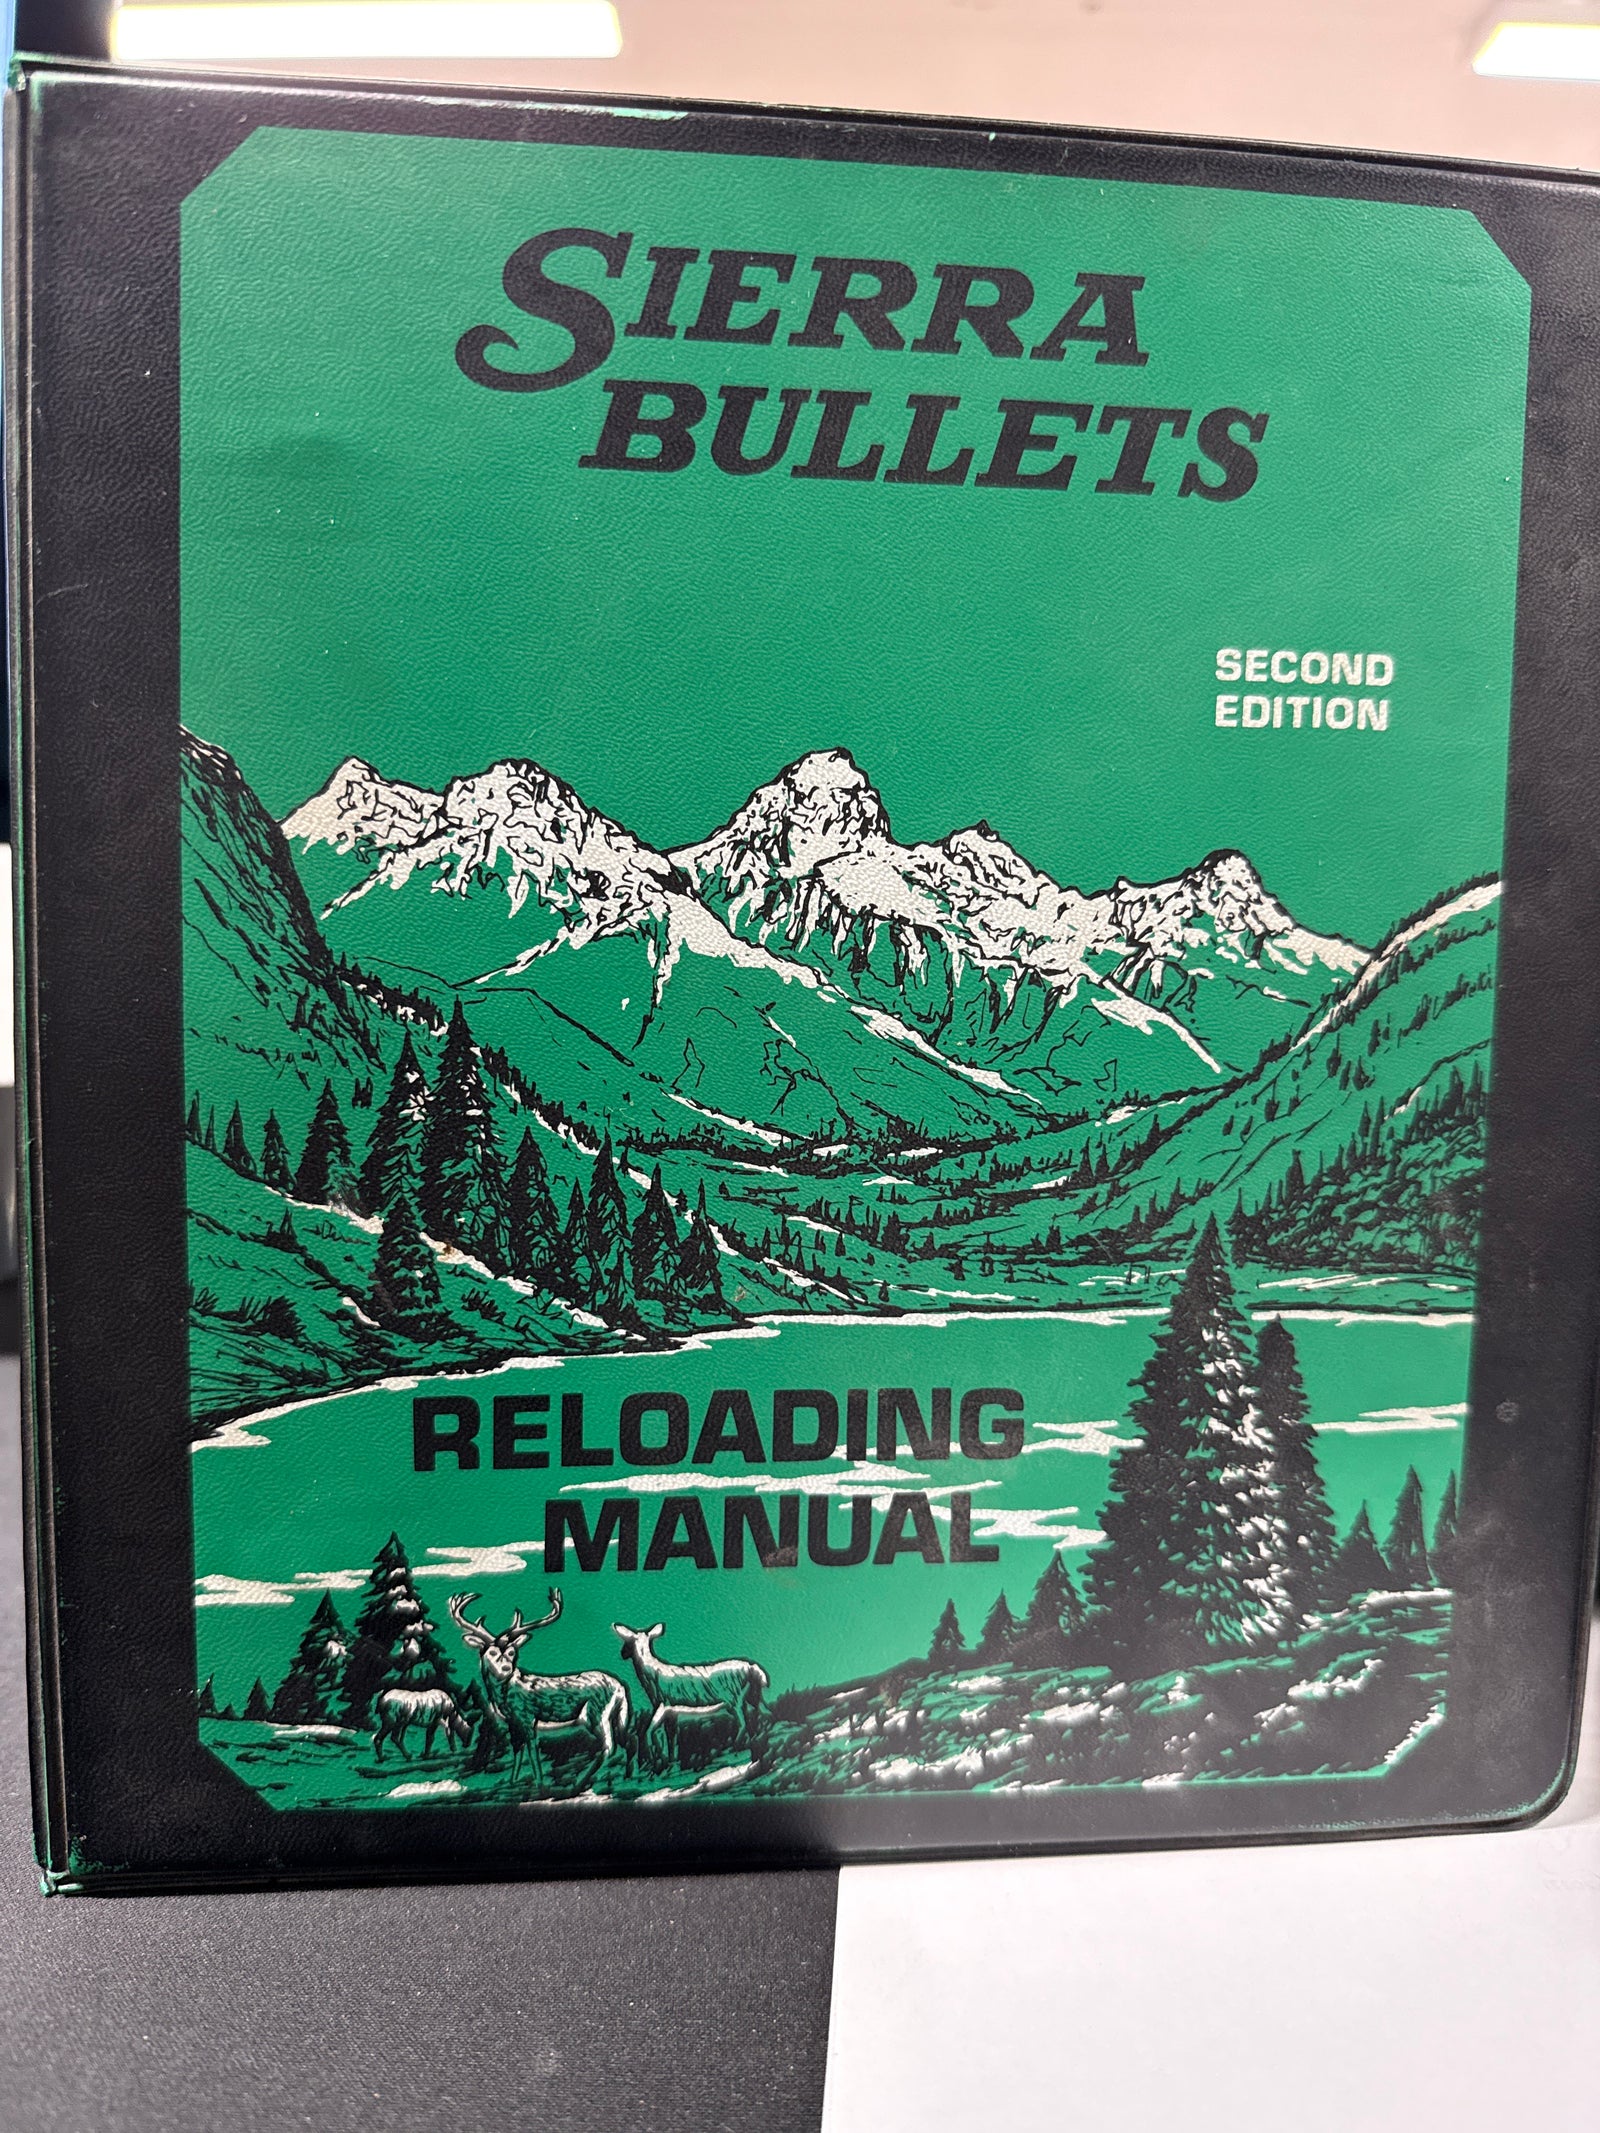 SIERRA
BULLETS
SECOND
EDITION
RELOADING
MANUAL